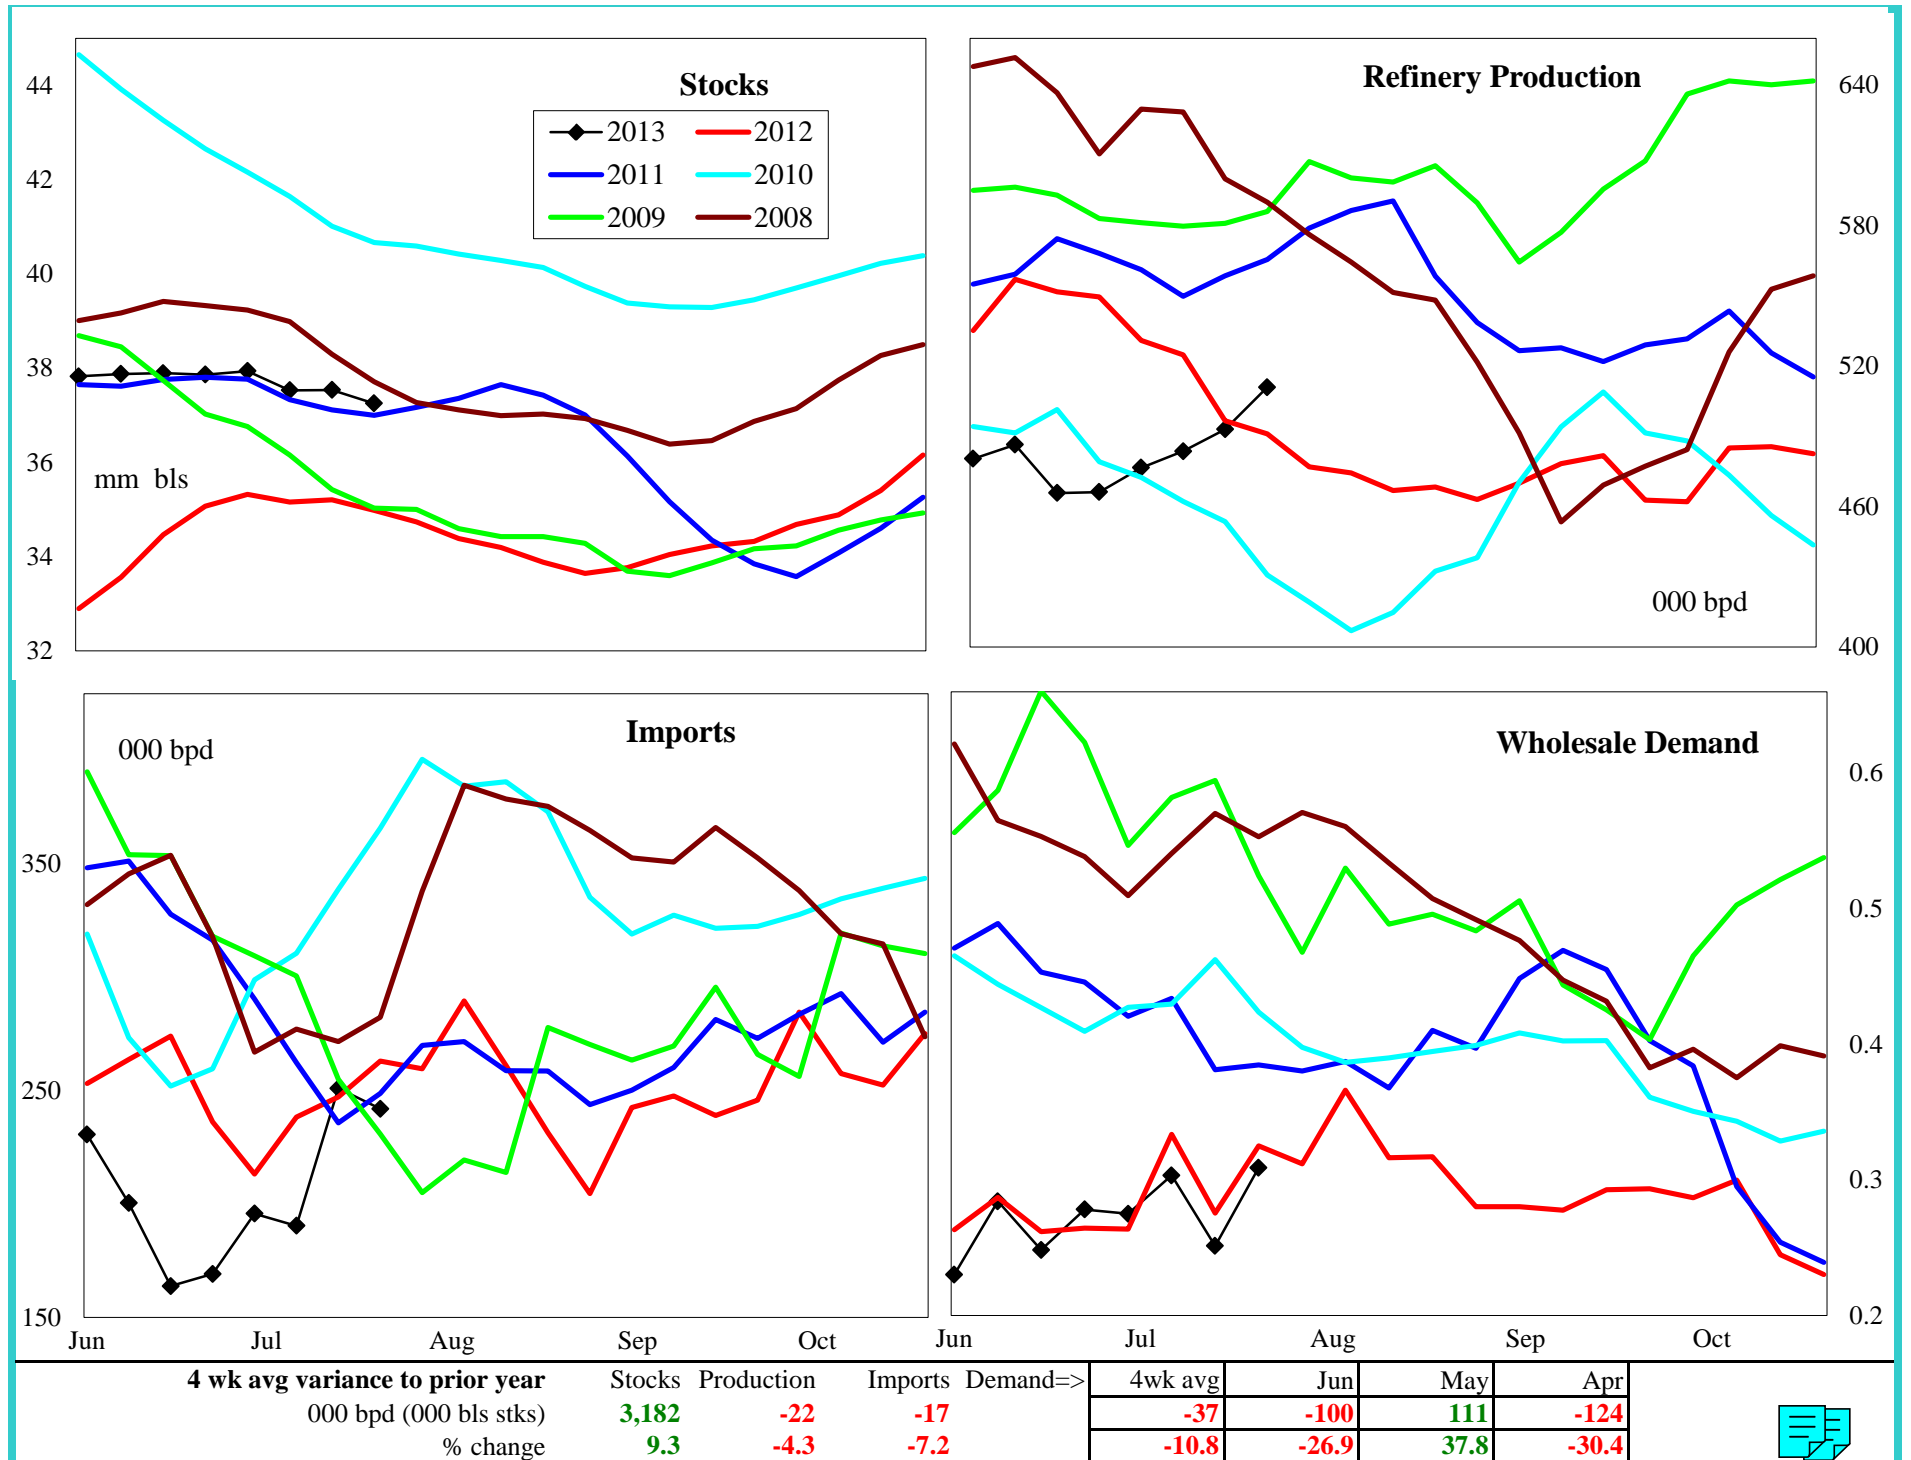 Stocks
44
42
40
38
36
34
32
mm bls
2013 2012
2011 2010
2009 2008
Refinery Production
640
580
520
460
400
000 bpd
Imports
000 bpd
350
250
150
Jun Jul Aug Sep Oct
Wholesale Demand
0.6
0.5
0.4
0.3
0.2
Jun Jul Aug Sep Oct
4 wk avg variance to prior year Stocks Production Imports Demand=> 4wk avg Jun May Apr
000 bpd (000 bls stks) 3,182 -22 -17 -37 -100 111 -124
% change 9.3 -4.3 -7.2 -10.8 -26.9 37.8 -30.4